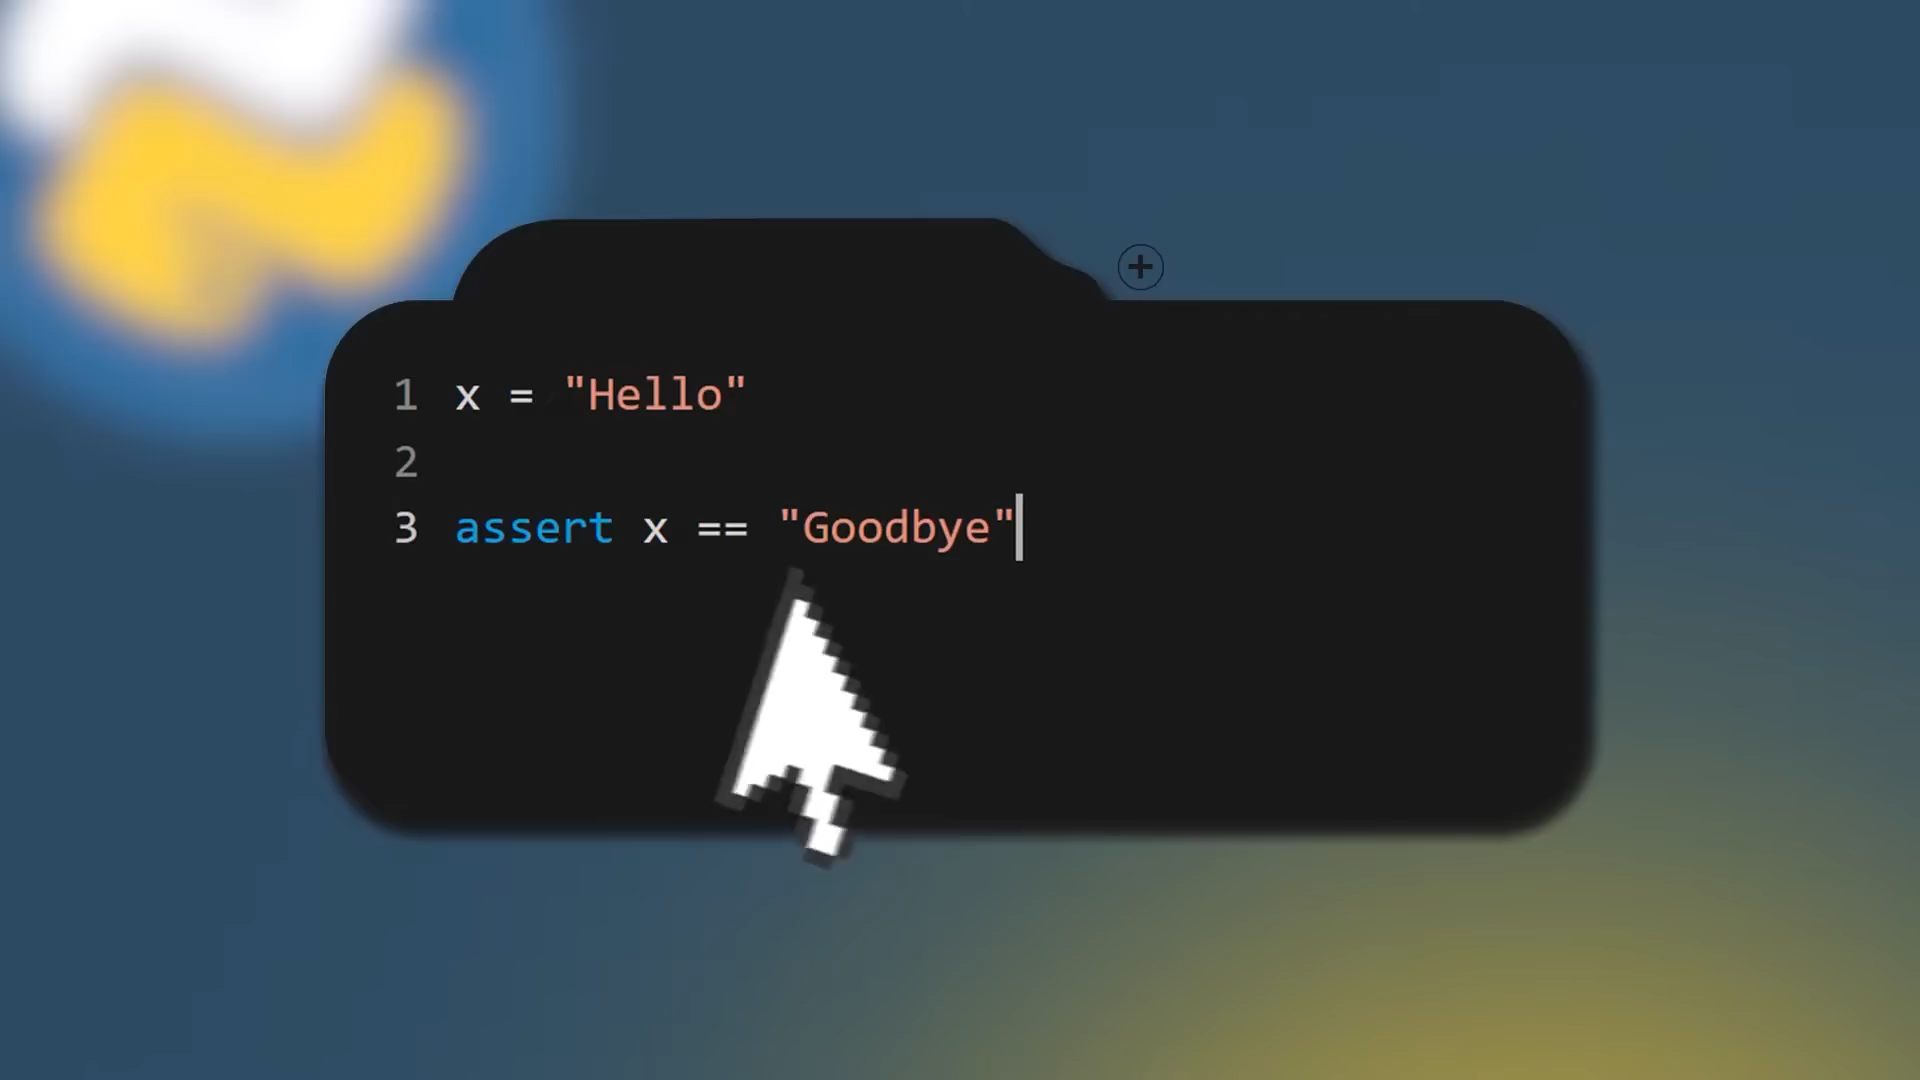 1 x = "Hello"
2
3 assert x == "Goodbye"